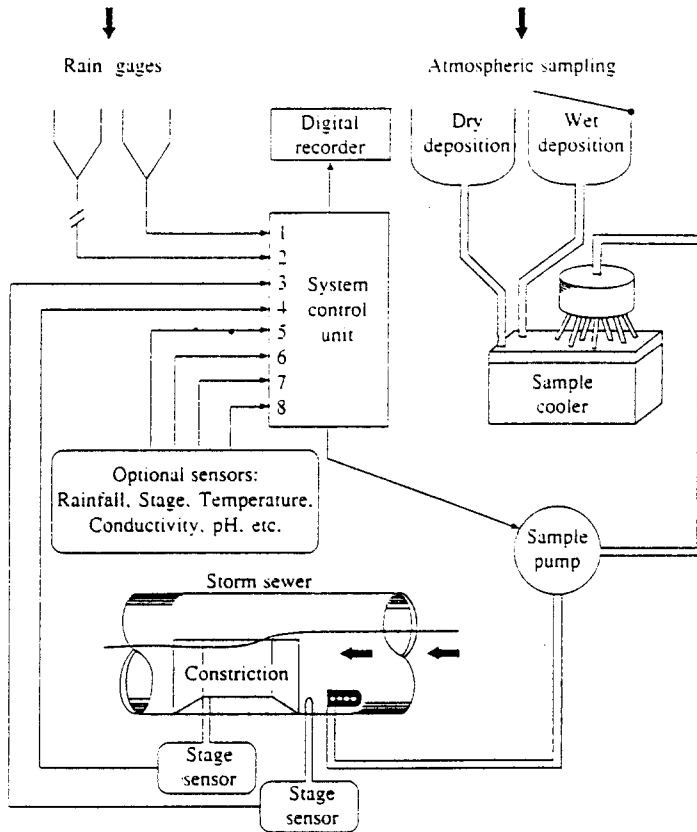 Rain gages
Atmospheric sampling
Digital
recorder
Dry
deposition
Wet
deposition
1
2
3
4
5
6
7
8
System
control
unit
Sample
cooler
Optional sensors:
Rainfall, Stage, Temperature,
Conductivity, pH, etc.
Sample
pump
Storm sewer
Constriction
Stage
sensor
Stage
sensor